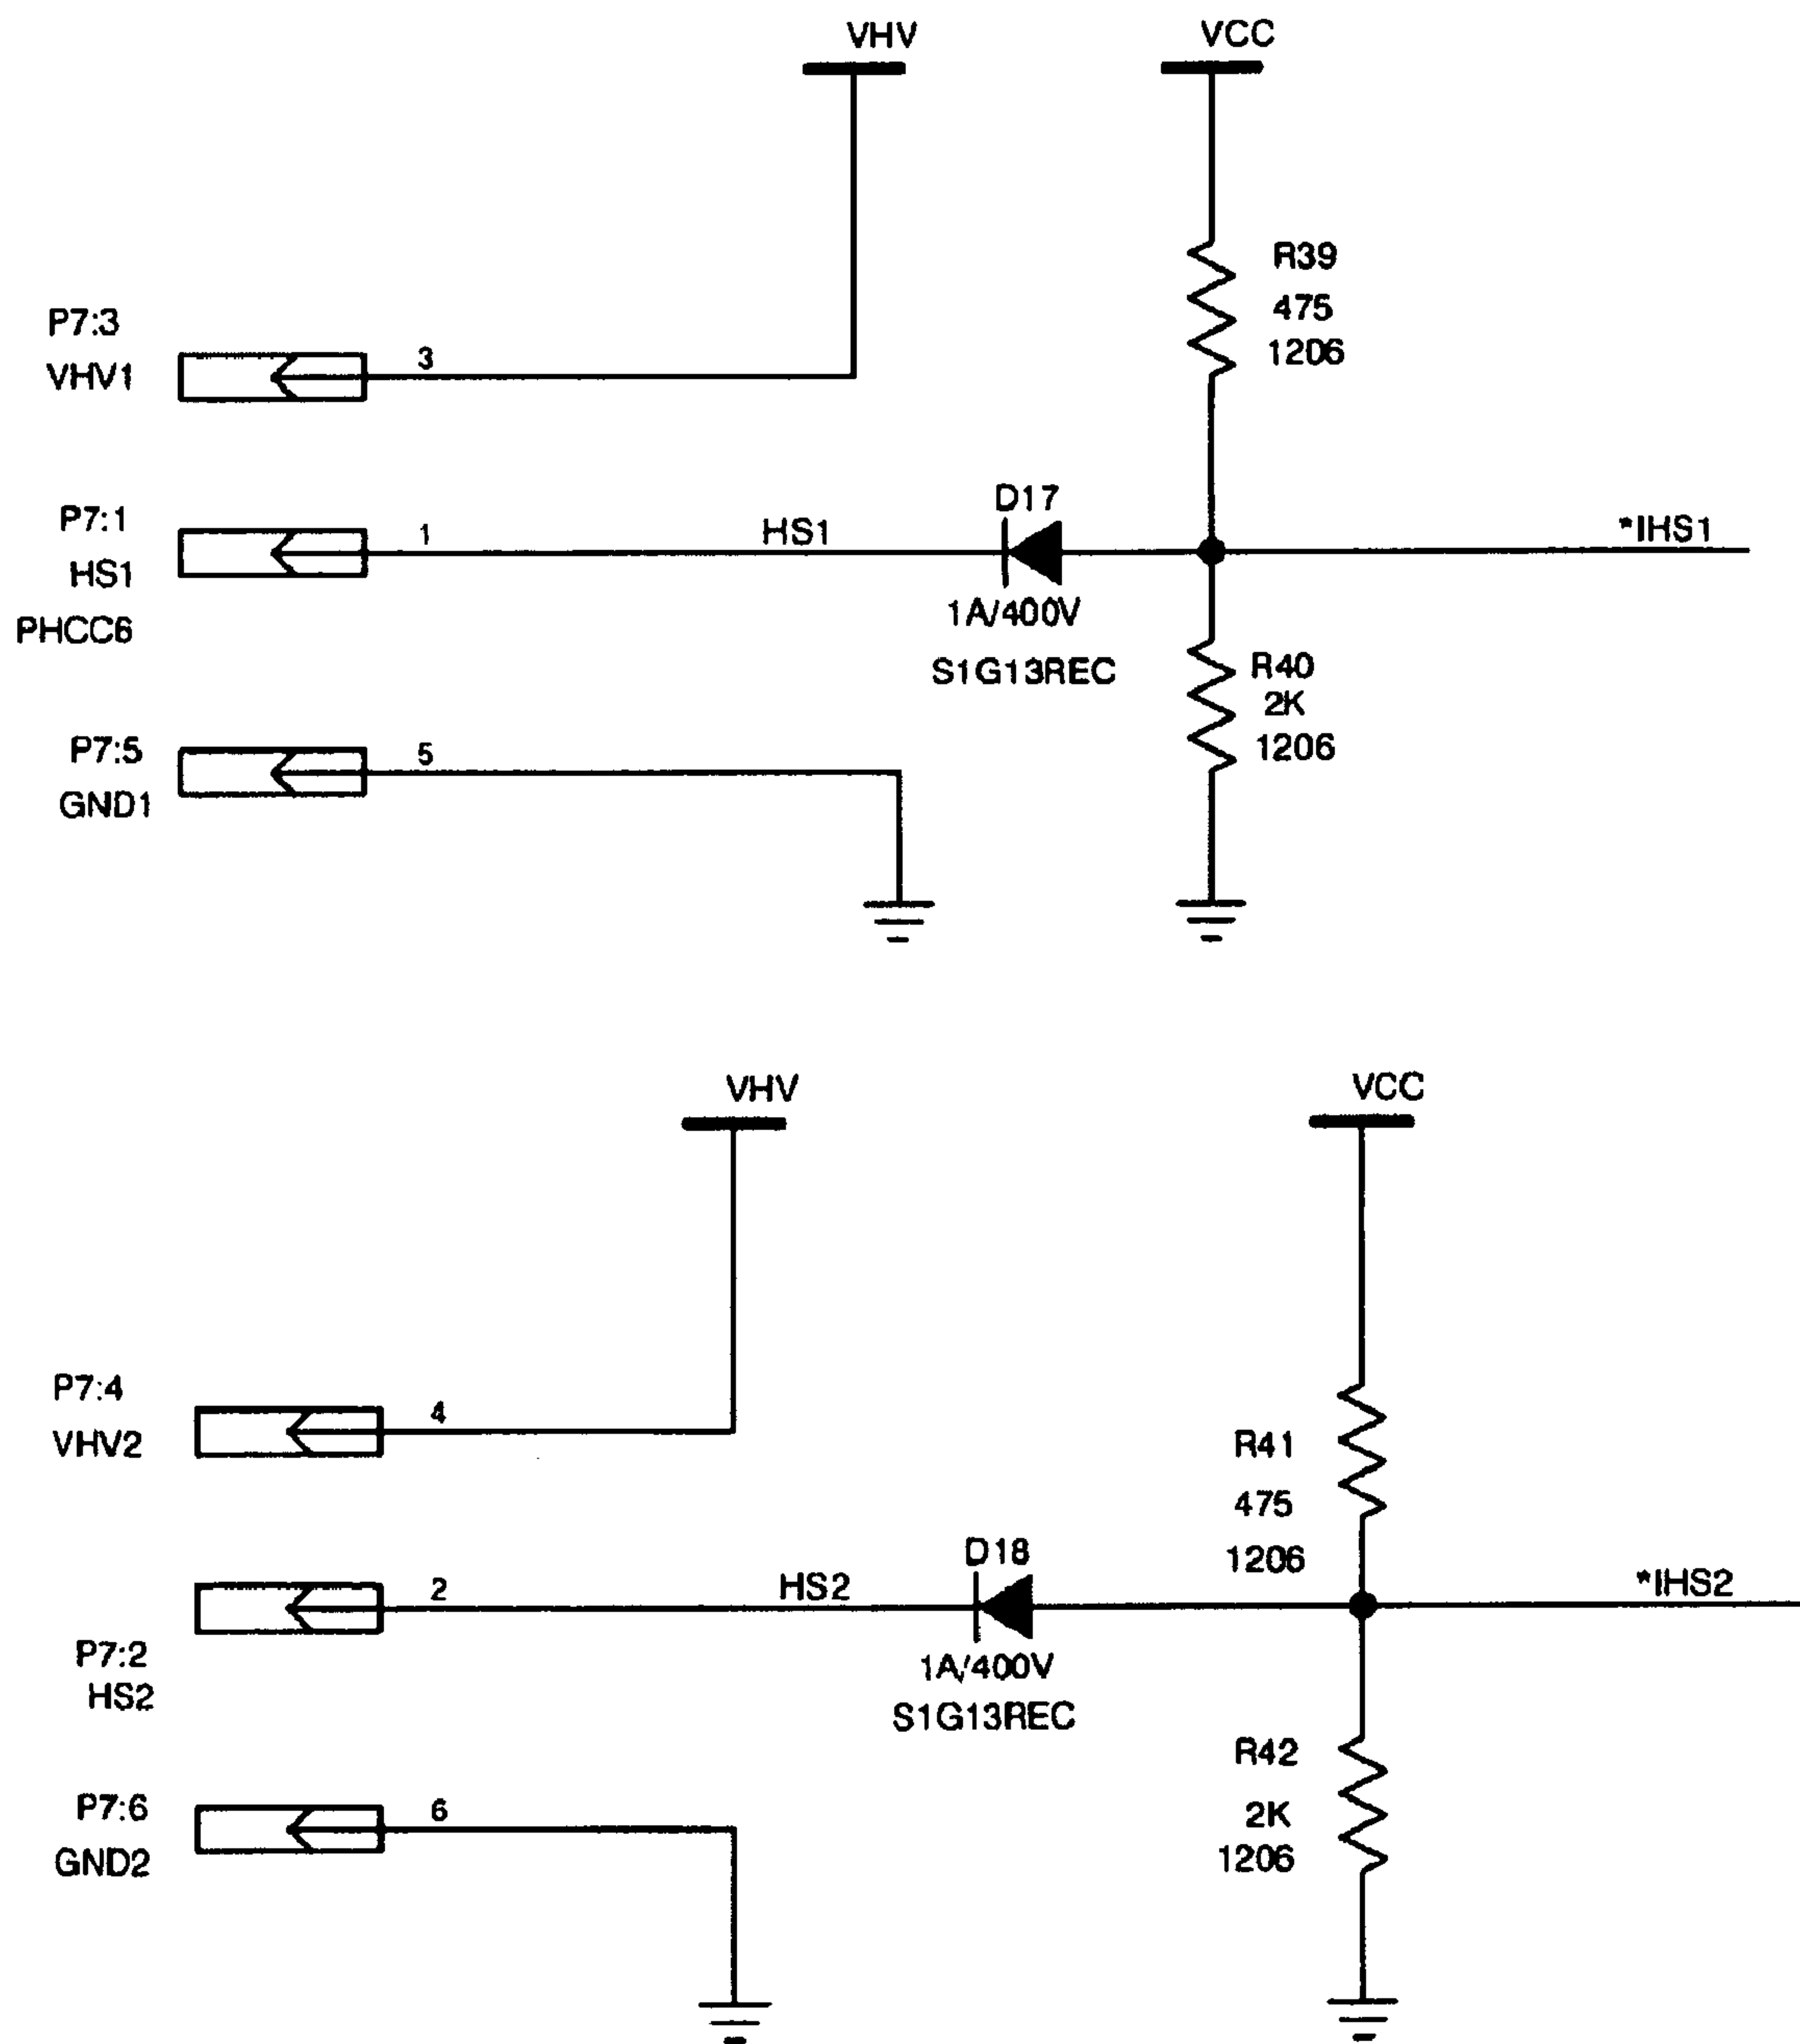 VHV
VCC
R39
475
1206
P7:3
VHV1
3
P7:1
HS1
PHCC6
1
HS1
D17
1A/400V
S1G13REC
*IHS1
R40
2K
1206
P7:5
GND1
5
VHV
VCC
P7:4
VHV2
4
R41
475
1206
P7:2
HS2
2
HS2
D18
1A/400V
S1G13REC
*IHS2
R42
2K
1206
P7:6
GND2
6